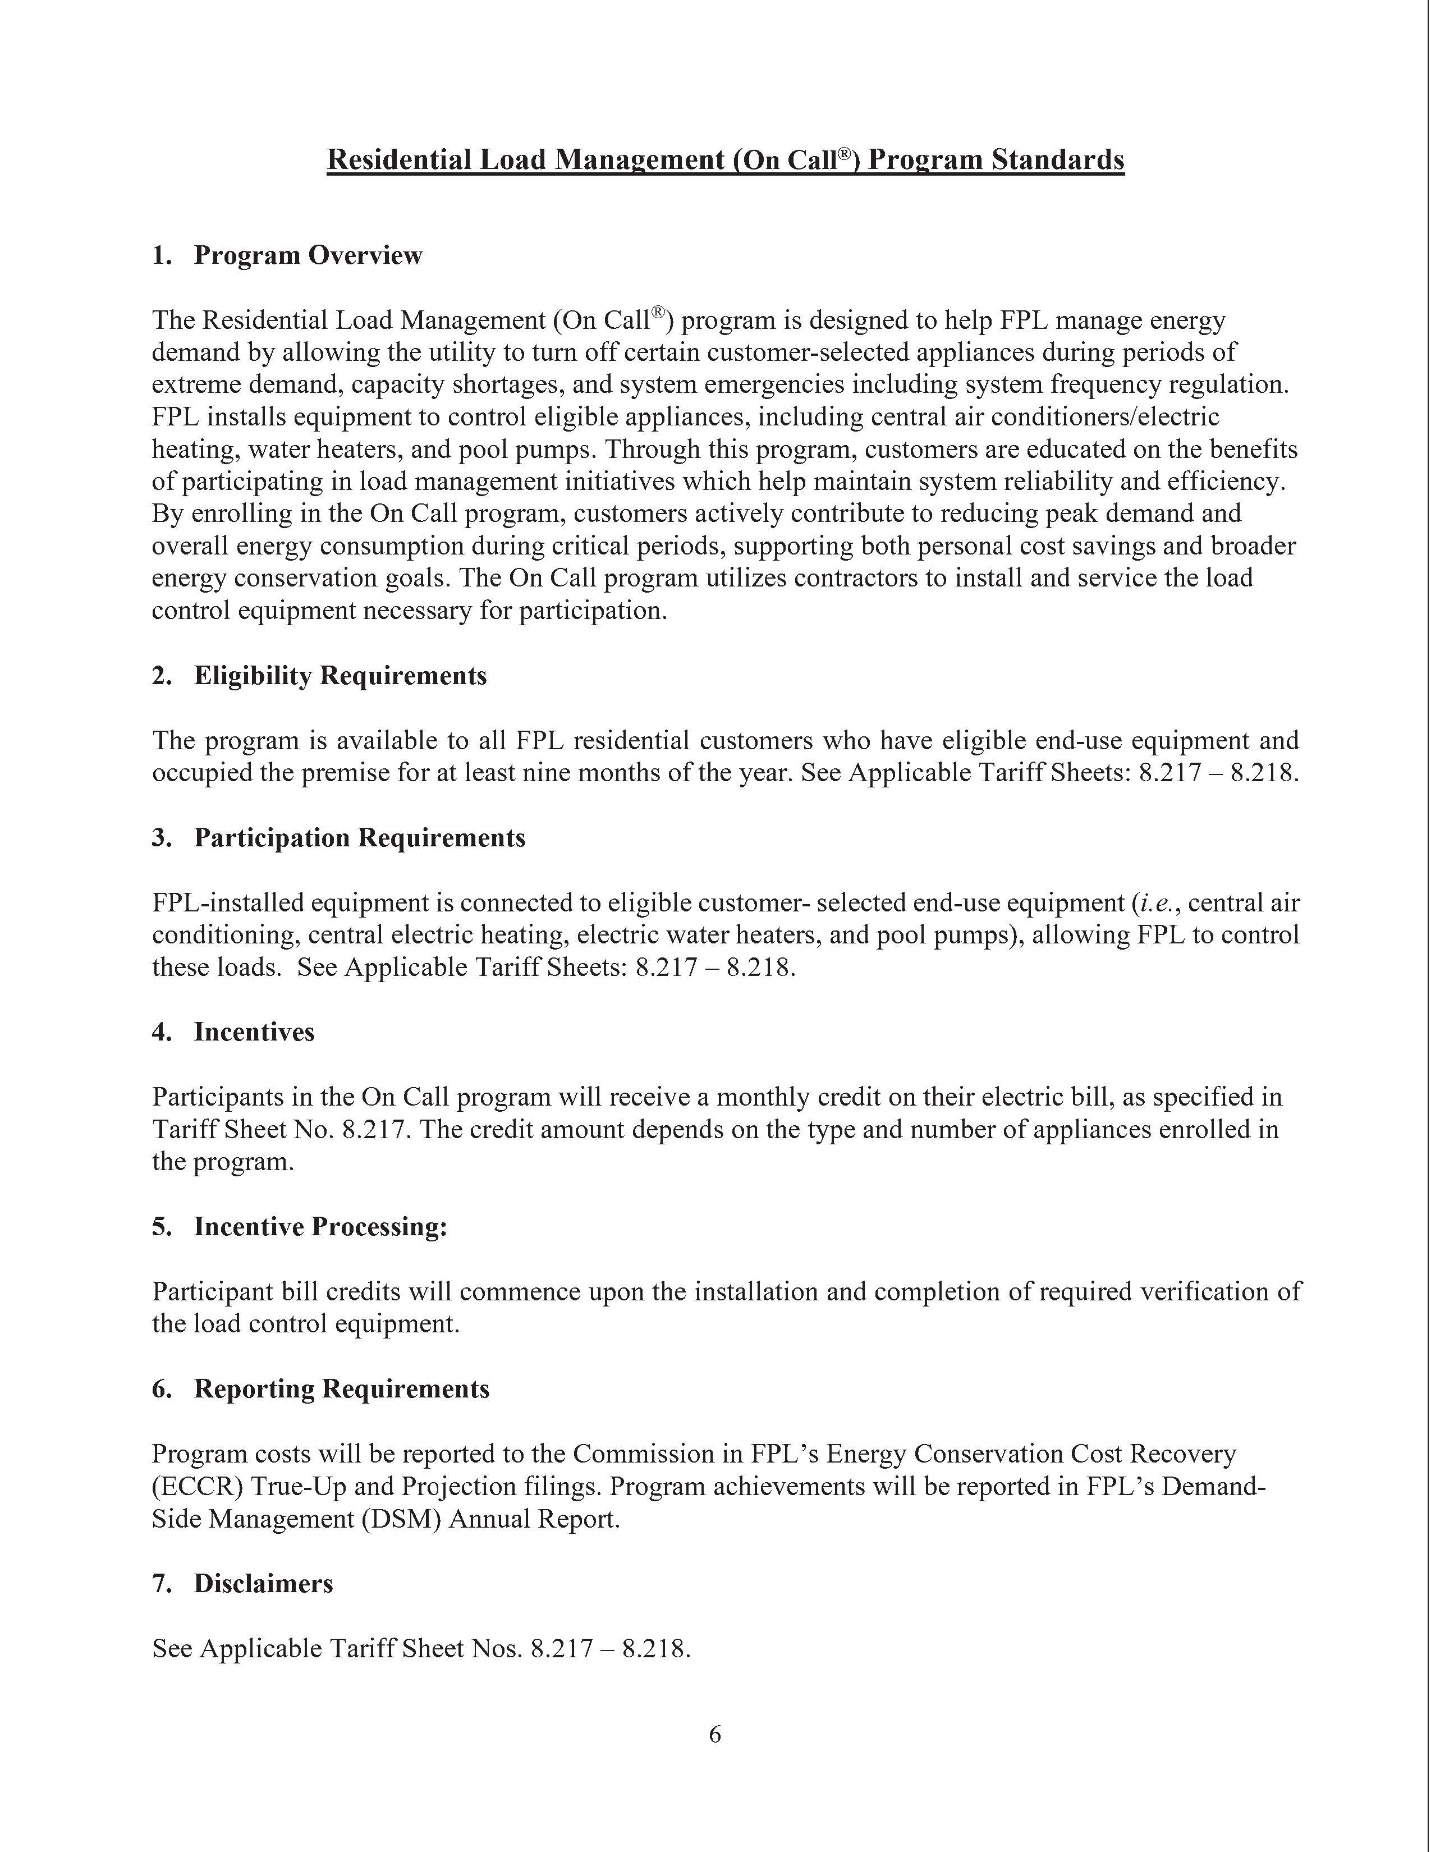 Residential Load Management (On Call®) Program Standards
1. Program Overview
The Residential Load Management (On Call®) program is designed to help FPL manage energy
demand by allowing the utility to turn off certain customer-selected appliances during periods of
extreme demand, capacity shortages, and system emergencies including system frequency regulation.
FPL installs equipment to control eligible appliances, including central air conditioners/electric
heating, water heaters, and pool pumps. Through this program, customers are educated on the benefits
of participating in load management initiatives which help maintain system reliability and efficiency.
By enrolling in the On Call program, customers actively contribute to reducing peak demand and
overall energy consumption during critical periods, supporting both personal cost savings and broader
energy conservation goals. The On Call program utilizes contractors to install and service the load
control equipment necessary for participation.
2. Eligibility Requirements
The program is available to all FPL residential customers who have eligible end-use equipment and
occupied the premise for at least nine months of the year. See Applicable Tariff Sheets: 8.217 – 8.218.
3. Participation Requirements
FPL-installed equipment is connected to eligible customer- selected end-use equipment (i.e., central air
conditioning, central electric heating, electric water heaters, and pool pumps), allowing FPL to control
these loads.  See Applicable Tariff Sheets: 8.217 – 8.218.
4. Incentives
Participants in the On Call program will receive a monthly credit on their electric bill, as specified in
Tariff Sheet No. 8.217. The credit amount depends on the type and number of appliances enrolled in
the program.
5. Incentive Processing:
Participant bill credits will commence upon the installation and completion of required verification of
the load control equipment.
6. Reporting Requirements
Program costs will be reported to the Commission in FPL’s Energy Conservation Cost Recovery
(ECCR) True-Up and Projection filings. Program achievements will be reported in FPL’s Demand-
Side Management (DSM) Annual Report.
7. Disclaimers
See Applicable Tariff Sheet Nos. 8.217 – 8.218.
6